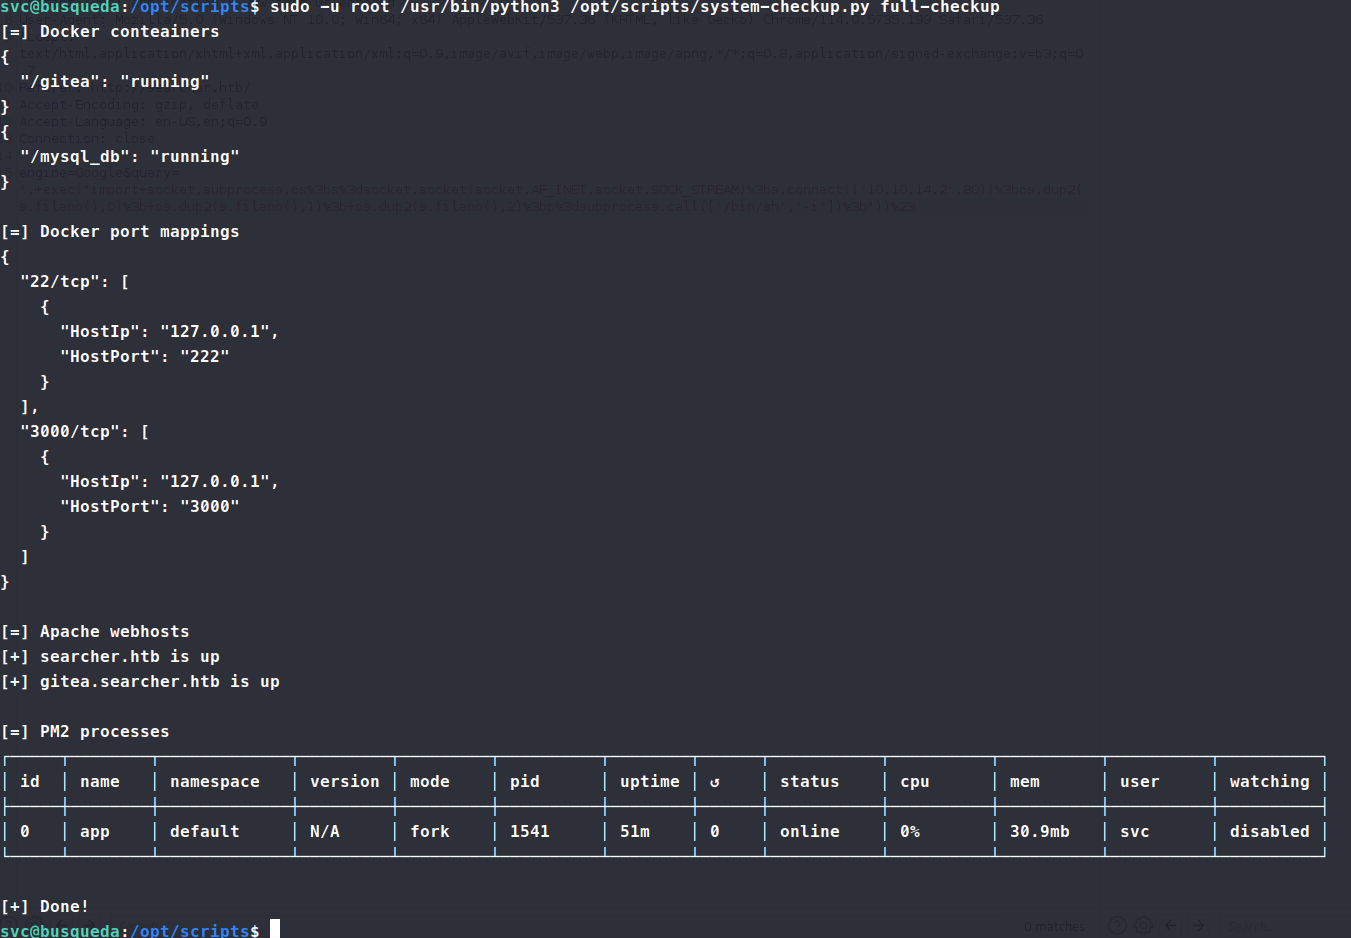 svc@busqueda:/opt/scripts$ sudo -u root /usr/bin/python3 /opt/scripts/system-checkup.py full-checkup
[=] Docker conteainers
{
  "/gitea": "running"
}
{
  "/mysql_db": "running"
}
[=] Docker port mappings
{
  "22/tcp": [
    {
      "HostIp": "127.0.0.1",
      "HostPort": "222"
    }
  ],
  "3000/tcp": [
    {
      "HostIp": "127.0.0.1",
      "HostPort": "3000"
    }
  ]
}
[=] Apache webhosts
[+] searcher.htb is up
[+] gitea.searcher.htb is up
[=] PM2 processes
│ id │ name │ namespace │ version │ mode │ pid │ uptime │ ↺ │ status │ cpu │ mem │ user │ watching │
│ 0 │ app │ default │ N/A │ fork │ 1541 │ 51m │ 0 │ online │ 0% │ 30.9mb │ svc │ disabled │
[+] Done!
0 matches
svc@busqueda:/opt/scripts$